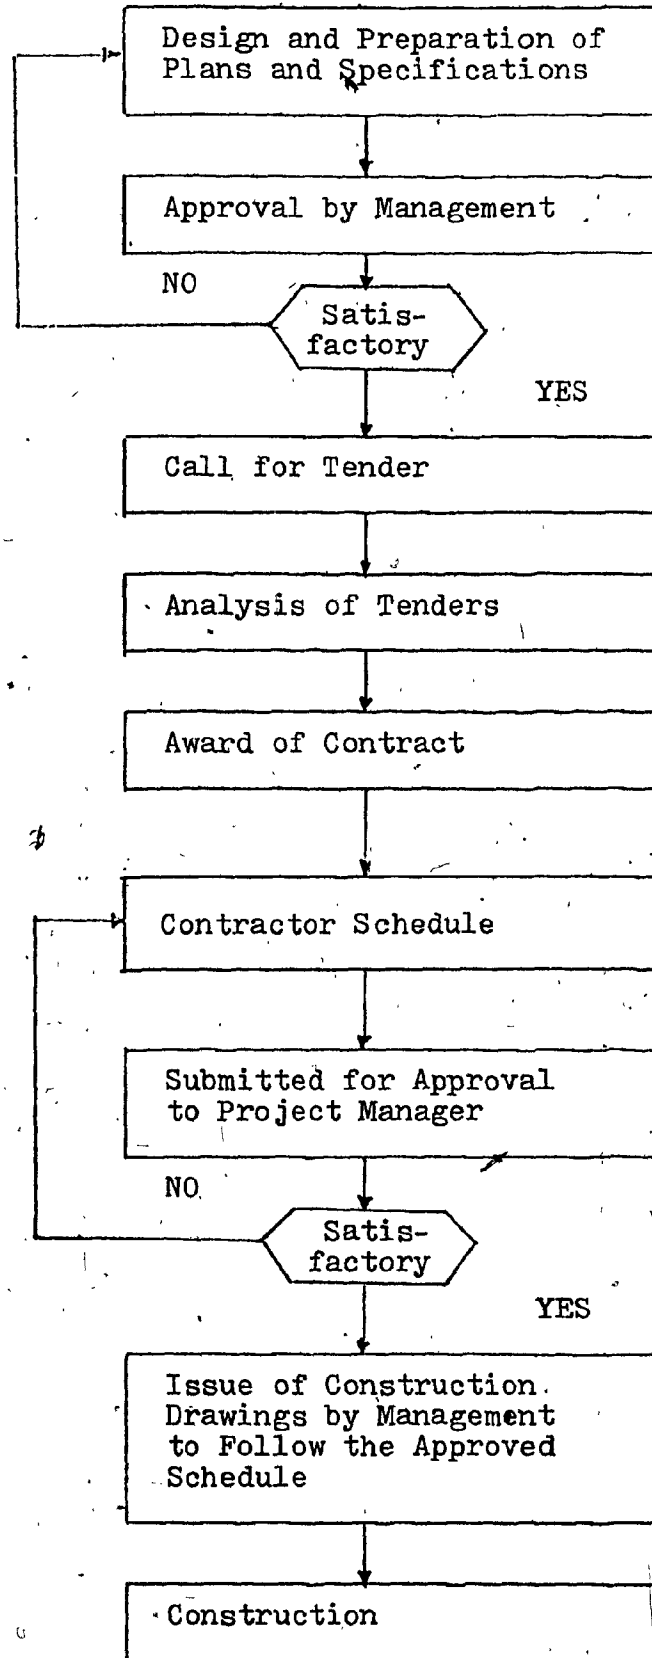 Design and Preparation of
Plans and Specifications
Approval by Management
NO
Satis-
factory
YES
Call for Tender
Analysis of Tenders
Award of Contract
Contractor Schedule
Submitted for Approval
to Project Manager
NO
Satis-
factory
YES
Issue of Construction
Drawings by Management
to Follow the Approved
Schedule
Construction